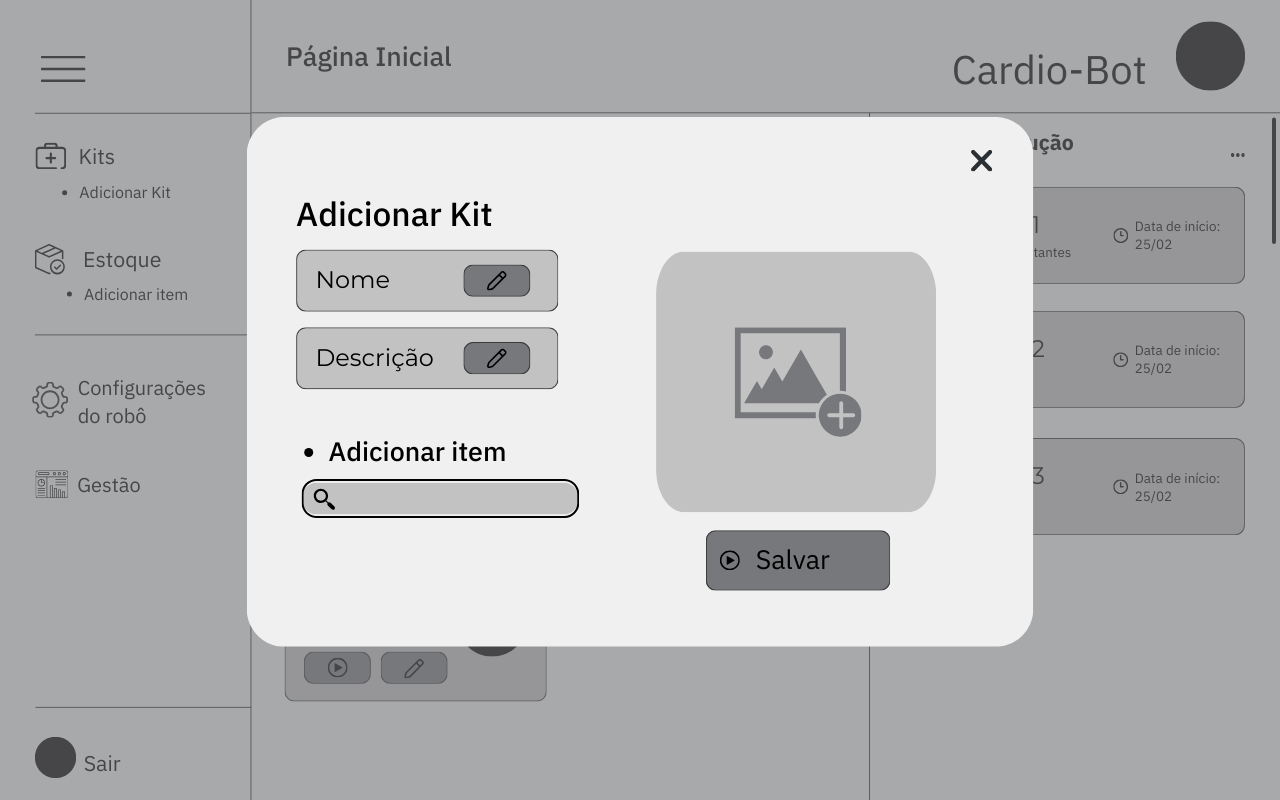 Página Inicial
Cardio-Bot
Kits
• Adicionar Kit
Estoque
• Adicionar item
Configurações
do robô
Gestão
Sair
Adicionar Kit
Nome
Descrição
• Adicionar item
Salvar
ução
...
1
tantes
Data de início:
25/02
2
Data de início:
25/02
3
Data de início:
25/02